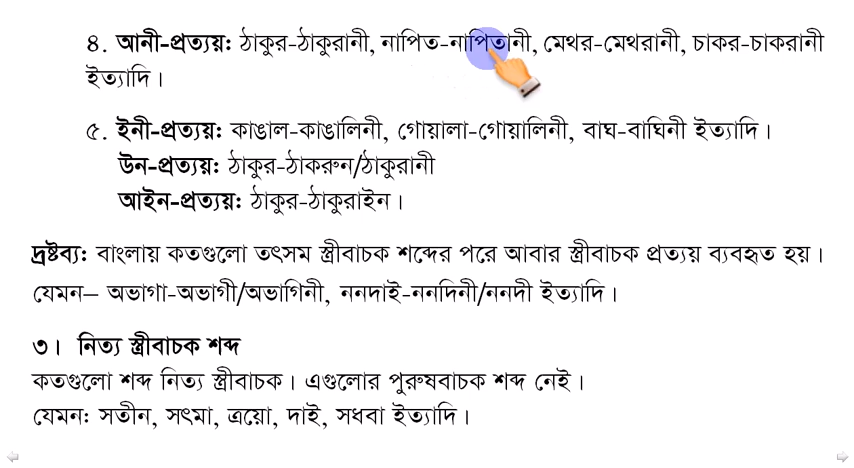 ৪. আনী-প্রত্যয়: ঠাকুর-ঠাকুরানী, নাপিত-নাপিতানী, মেথর-মেথরানী, চাকর-চাকরানী
ইত্যাদি।
৫. ইনী-প্রত্যয়: কাঙাল-কাঙালিনী, গোয়ালা-গোয়ালিনী, বাঘ-বাঘিনী ইত্যাদি।
উন-প্রত্যয়: ঠাকুর-ঠাকরুন/ঠাকুরানী
আইন-প্রত্যয়: ঠাকুর-ঠাকুরাইন।
দ্রষ্টব্য: বাংলায় কতগুলো তৎসম স্ত্রীবাচক শব্দের পরে আবার স্ত্রীবাচক প্রত্যয় ব্যবহৃত হয়।
যেমন– অভাগা-অভাগী/অভাগিনী, ননদাই-ননদিনী/ননদী ইত্যাদি।
৩। নিত্য স্ত্রীবাচক শব্দ
কতগুলো শব্দ নিত্য স্ত্রীবাচক। এগুলোর পুরুষবাচক শব্দ নেই।
যেমন: সতীন, সৎমা, ত্রয়ো, দাই, সধবা ইত্যাদি।